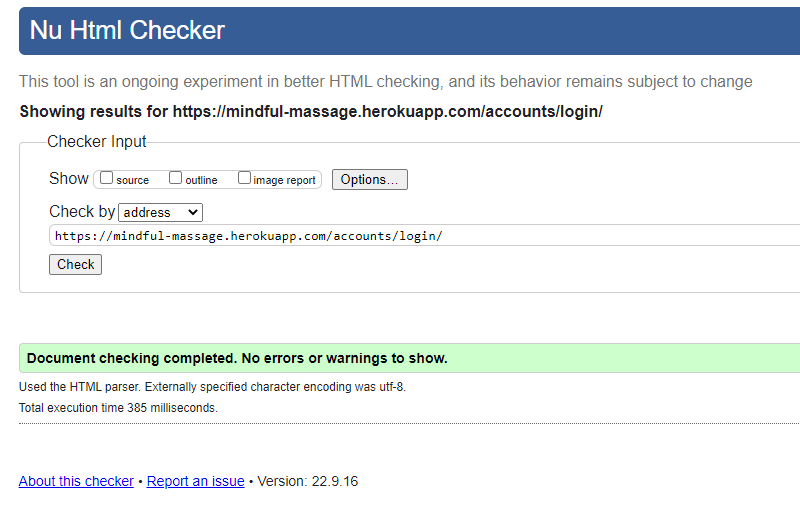 Nu Html Checker
This tool is an ongoing experiment in better HTML checking, and its behavior remains subject to change
Showing results for https://mindful-massage.herokuapp.com/accounts/login/
Checker Input
Show source outline image report Options...
Check by address
https://mindful-massage.herokuapp.com/accounts/login/
Check
Document checking completed. No errors or warnings to show.
Used the HTML parser. Externally specified character encoding was utf-8.
Total execution time 385 milliseconds.
About this checker • Report an issue • Version: 22.9.16